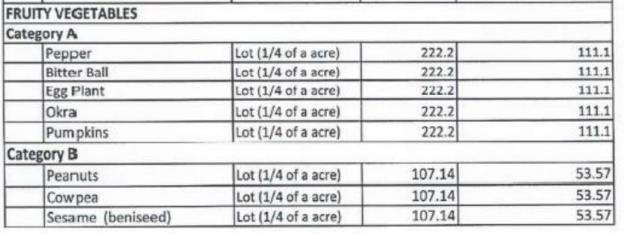 FRUITY VEGETABLES
Category A
Pepper Lot (1/4 of a acre) 222.2 111.1
Bitter Ball Lot (1/4 of a acre) 222.2 111.1
Egg Plant Lot (1/4 of a acre) 222.2 111.1
Okra Lot (1/4 of a acre) 222.2 111.1
Pumpkins Lot (1/4 of a acre) 222.2 111.1
Category B
Peanuts Lot (1/4 of a acre) 107.14 53.57
Cowpea Lot (1/4 of a acre) 107.14 53.57
Sesame (beniseed) Lot (1/4 of a acre) 107.14 53.57